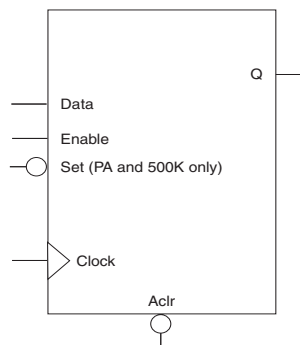 Q
Data
Enable
Set (PA and 500K only)
Clock
Aclr